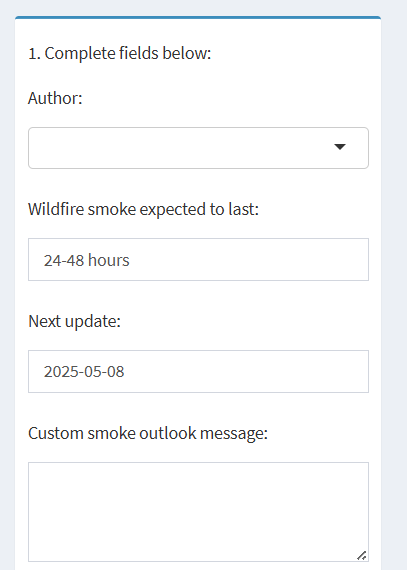 1. Complete fields below:
Author:
Wildfire smoke expected to last:
24-48 hours
Next update:
2025-05-08
Custom smoke outlook message: